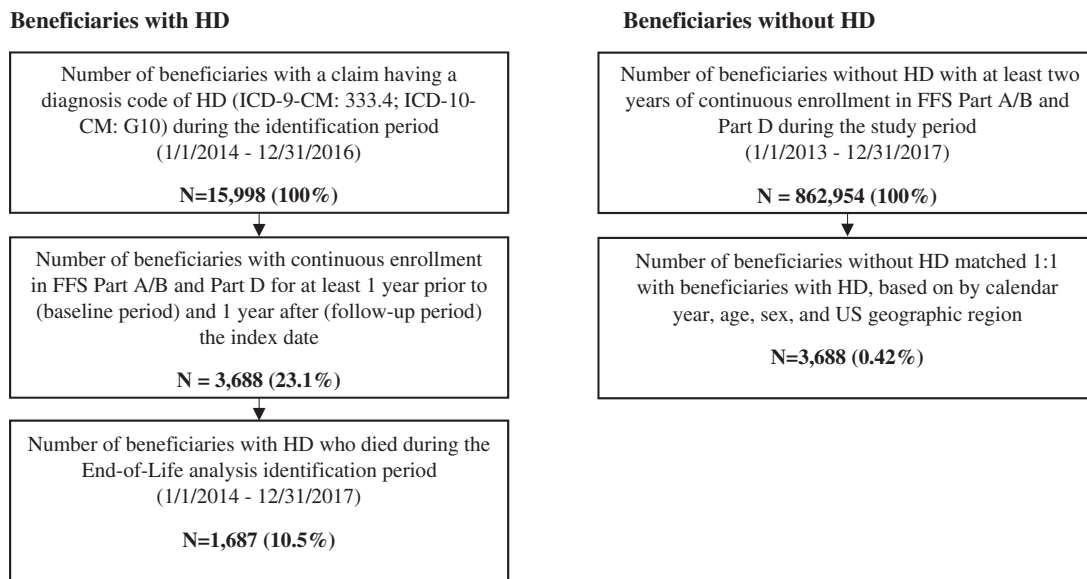 Beneficiaries with HD
Number of beneficiaries with a claim having a
diagnosis code of HD (ICD-9-CM: 333.4; ICD-10-
CM: G10) during the identification period
(1/1/2014 - 12/31/2016)
N=15,998 (100%)
Number of beneficiaries with continuous enrollment
in FFS Part A/B and Part D for at least 1 year prior to
(baseline period) and 1 year after (follow-up period)
the index date
N = 3,688 (23.1%)
Number of beneficiaries with HD who died during the
End-of-Life analysis identification period
(1/1/2014 - 12/31/2017)
N=1,687 (10.5%)
Beneficiaries without HD
Number of beneficiaries without HD with at least two
years of continuous enrollment in FFS Part A/B and
Part D during the study period
(1/1/2013 - 12/31/2017)
N = 862,954 (100%)
Number of beneficiaries without HD matched 1:1
with beneficiaries with HD, based on by calendar
year, age, sex, and US geographic region
N=3,688 (0.42%)